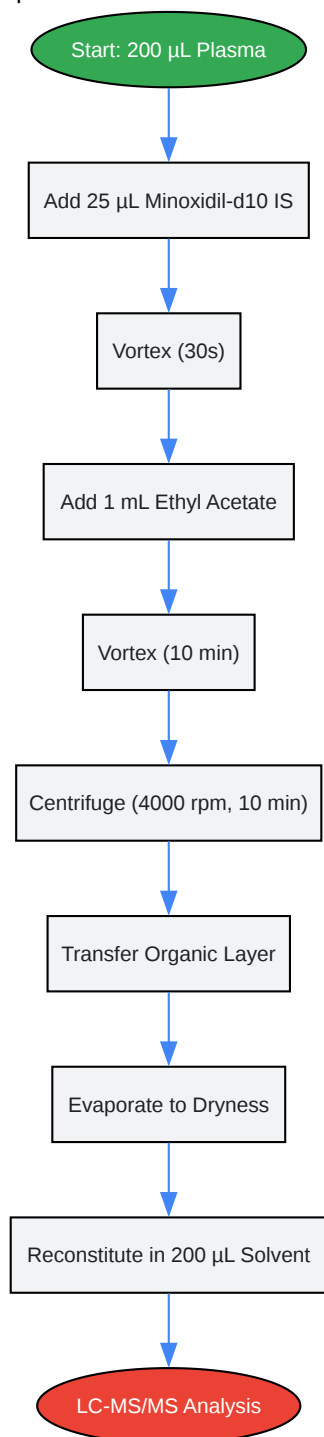 Start: 200 µL Plasma
Add 25 µL Minoxidil-d10 IS
Vortex (30s)
Add 1 mL Ethyl Acetate
Vortex (10 min)
Centrifuge (4000 rpm, 10 min)
Transfer Organic Layer
Evaporate to Dryness
Reconstitute in 200 µL Solvent
LC-MS/MS Analysis